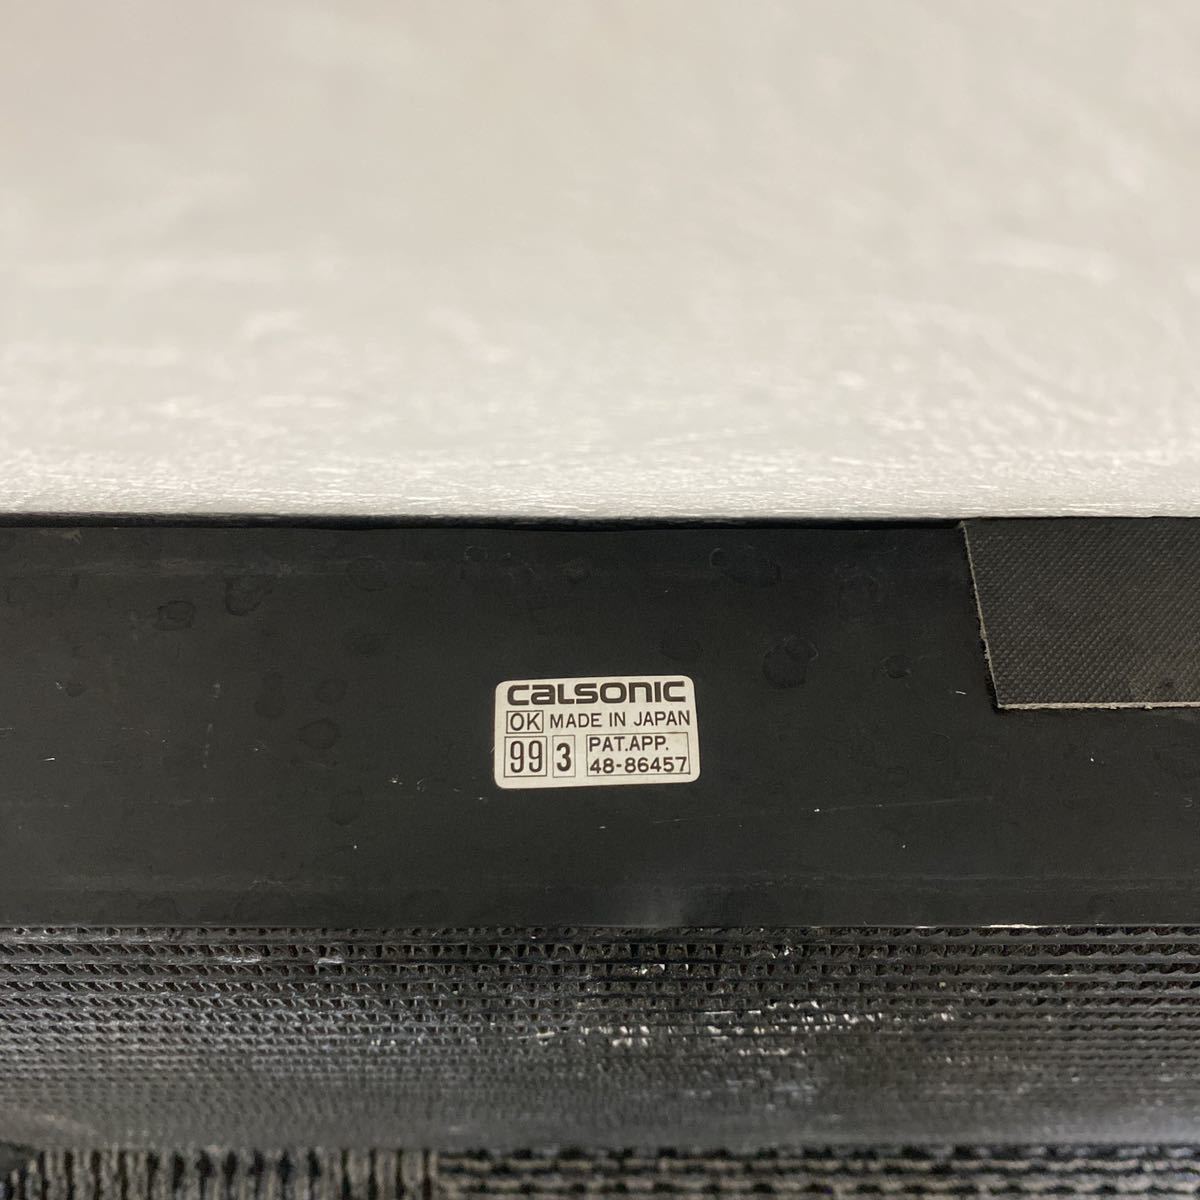 CALSONIC
OK MADE IN JAPAN
99 3 PAT.APP.
48-86457